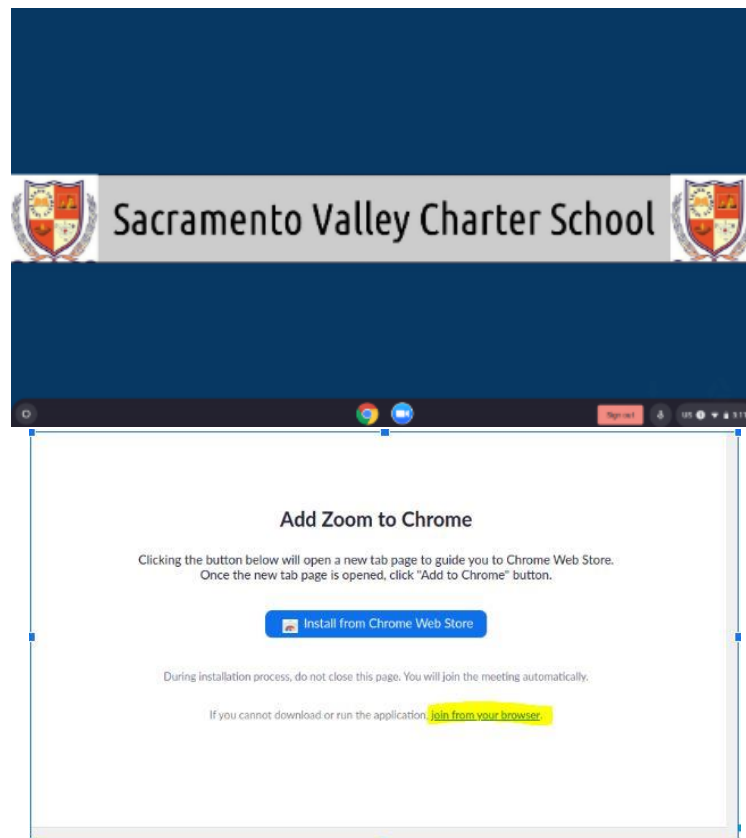 Sacramento Valley Charter School
Sign out
US
Add Zoom to Chrome
Clicking the button below will open a new tab page to guide you to Chrome Web Store.
Once the new tab page is opened, click "Add to Chrome" button.
Install from Chrome Web Store
During installation process, do not close this page. You will join the meeting automatically.
If you cannot download or run the application, join from your browser.